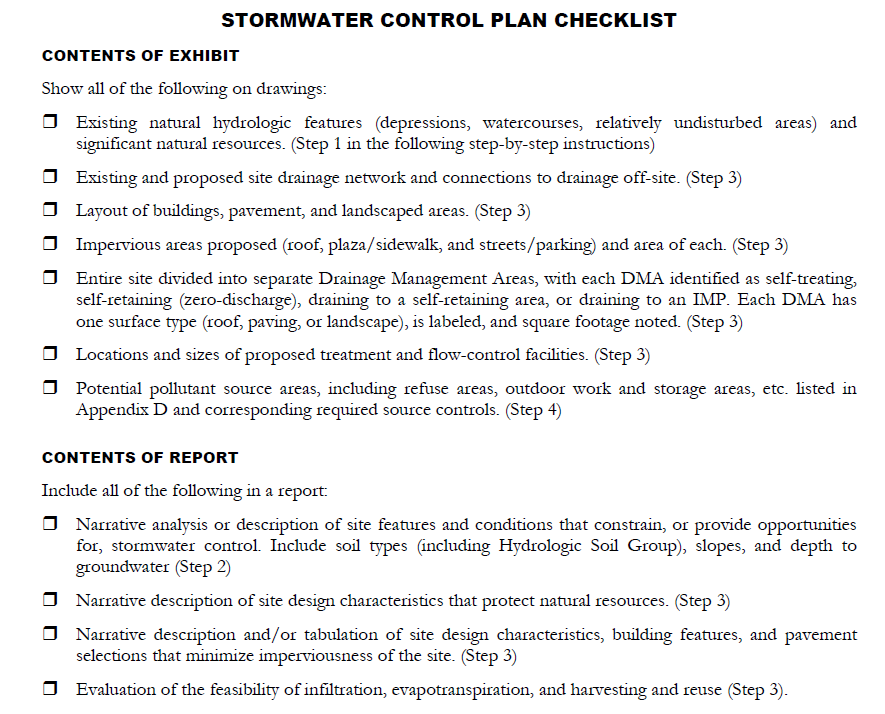 STORMWATER CONTROL PLAN CHECKLIST
CONTENTS OF EXHIBIT
Show all of the following on drawings:
❒ Existing natural hydrologic features (depressions, watercourses, relatively undisturbed areas) and
significant natural resources. (Step 1 in the following step-by-step instructions)
❒ Existing and proposed site drainage network and connections to drainage off-site. (Step 3)
❒ Layout of buildings, pavement, and landscaped areas. (Step 3)
❒ Impervious areas proposed (roof, plaza/sidewalk, and streets/parking) and area of each. (Step 3)
❒ Entire site divided into separate Drainage Management Areas, with each DMA identified as self-treating,
self-retaining (zero-discharge), draining to a self-retaining area, or draining to an IMP. Each DMA has
one surface type (roof, paving, or landscape), is labeled, and square footage noted. (Step 3)
❒ Locations and sizes of proposed treatment and flow-control facilities. (Step 3)
❒ Potential pollutant source areas, including refuse areas, outdoor work and storage areas, etc. listed in
Appendix D and corresponding required source controls. (Step 4)
CONTENTS OF REPORT
Include all of the following in a report:
❒ Narrative analysis or description of site features and conditions that constrain, or provide opportunities
for, stormwater control. Include soil types (including Hydrologic Soil Group), slopes, and depth to
groundwater (Step 2)
❒ Narrative description of site design characteristics that protect natural resources. (Step 3)
❒ Narrative description and/or tabulation of site design characteristics, building features, and pavement
selections that minimize imperviousness of the site. (Step 3)
❒ Evaluation of the feasibility of infiltration, evapotranspiration, and harvesting and reuse (Step 3).